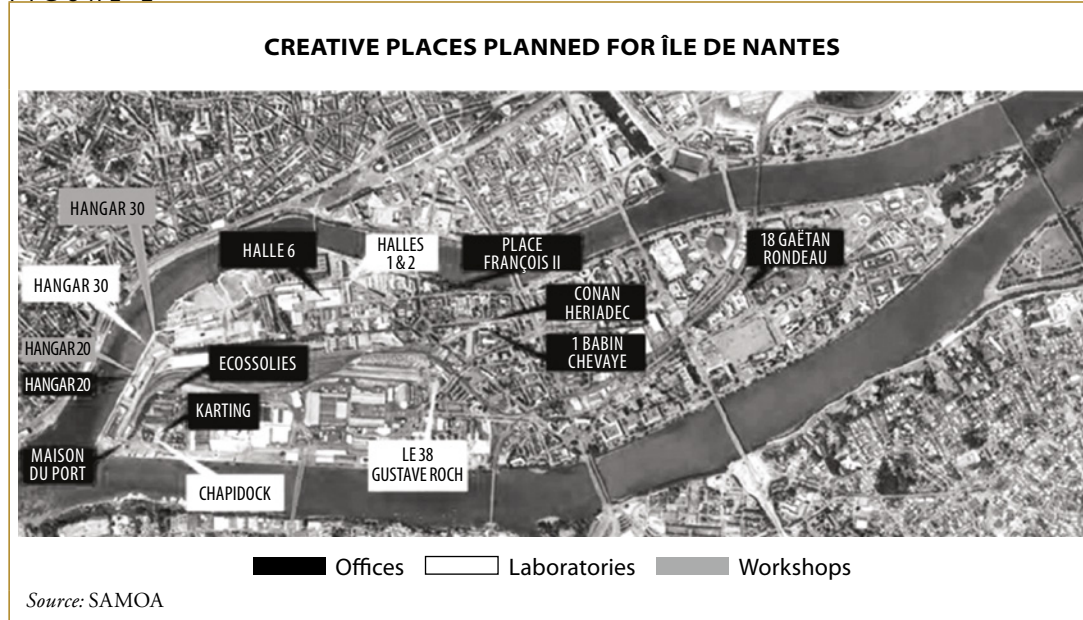 CREATIVE PLACES PLANNED FOR ÎLE DE NANTES
HANGAR 30
HALLE 6
HALLES
1 & 2
PLACE
FRANÇOIS II
18 GAËTAN
RONDEAU
HANGAR 30
CONAN
HERIADEC
HANGAR 20
1 BABIN
CHEVAYE
ECOSSOLIES
HANGAR 20
KARTING
MAISON
DU PORT
LE 38
GUSTAVE ROCH
CHAPIDOCK
Offices
Laboratories
Workshops
Source: SAMOA